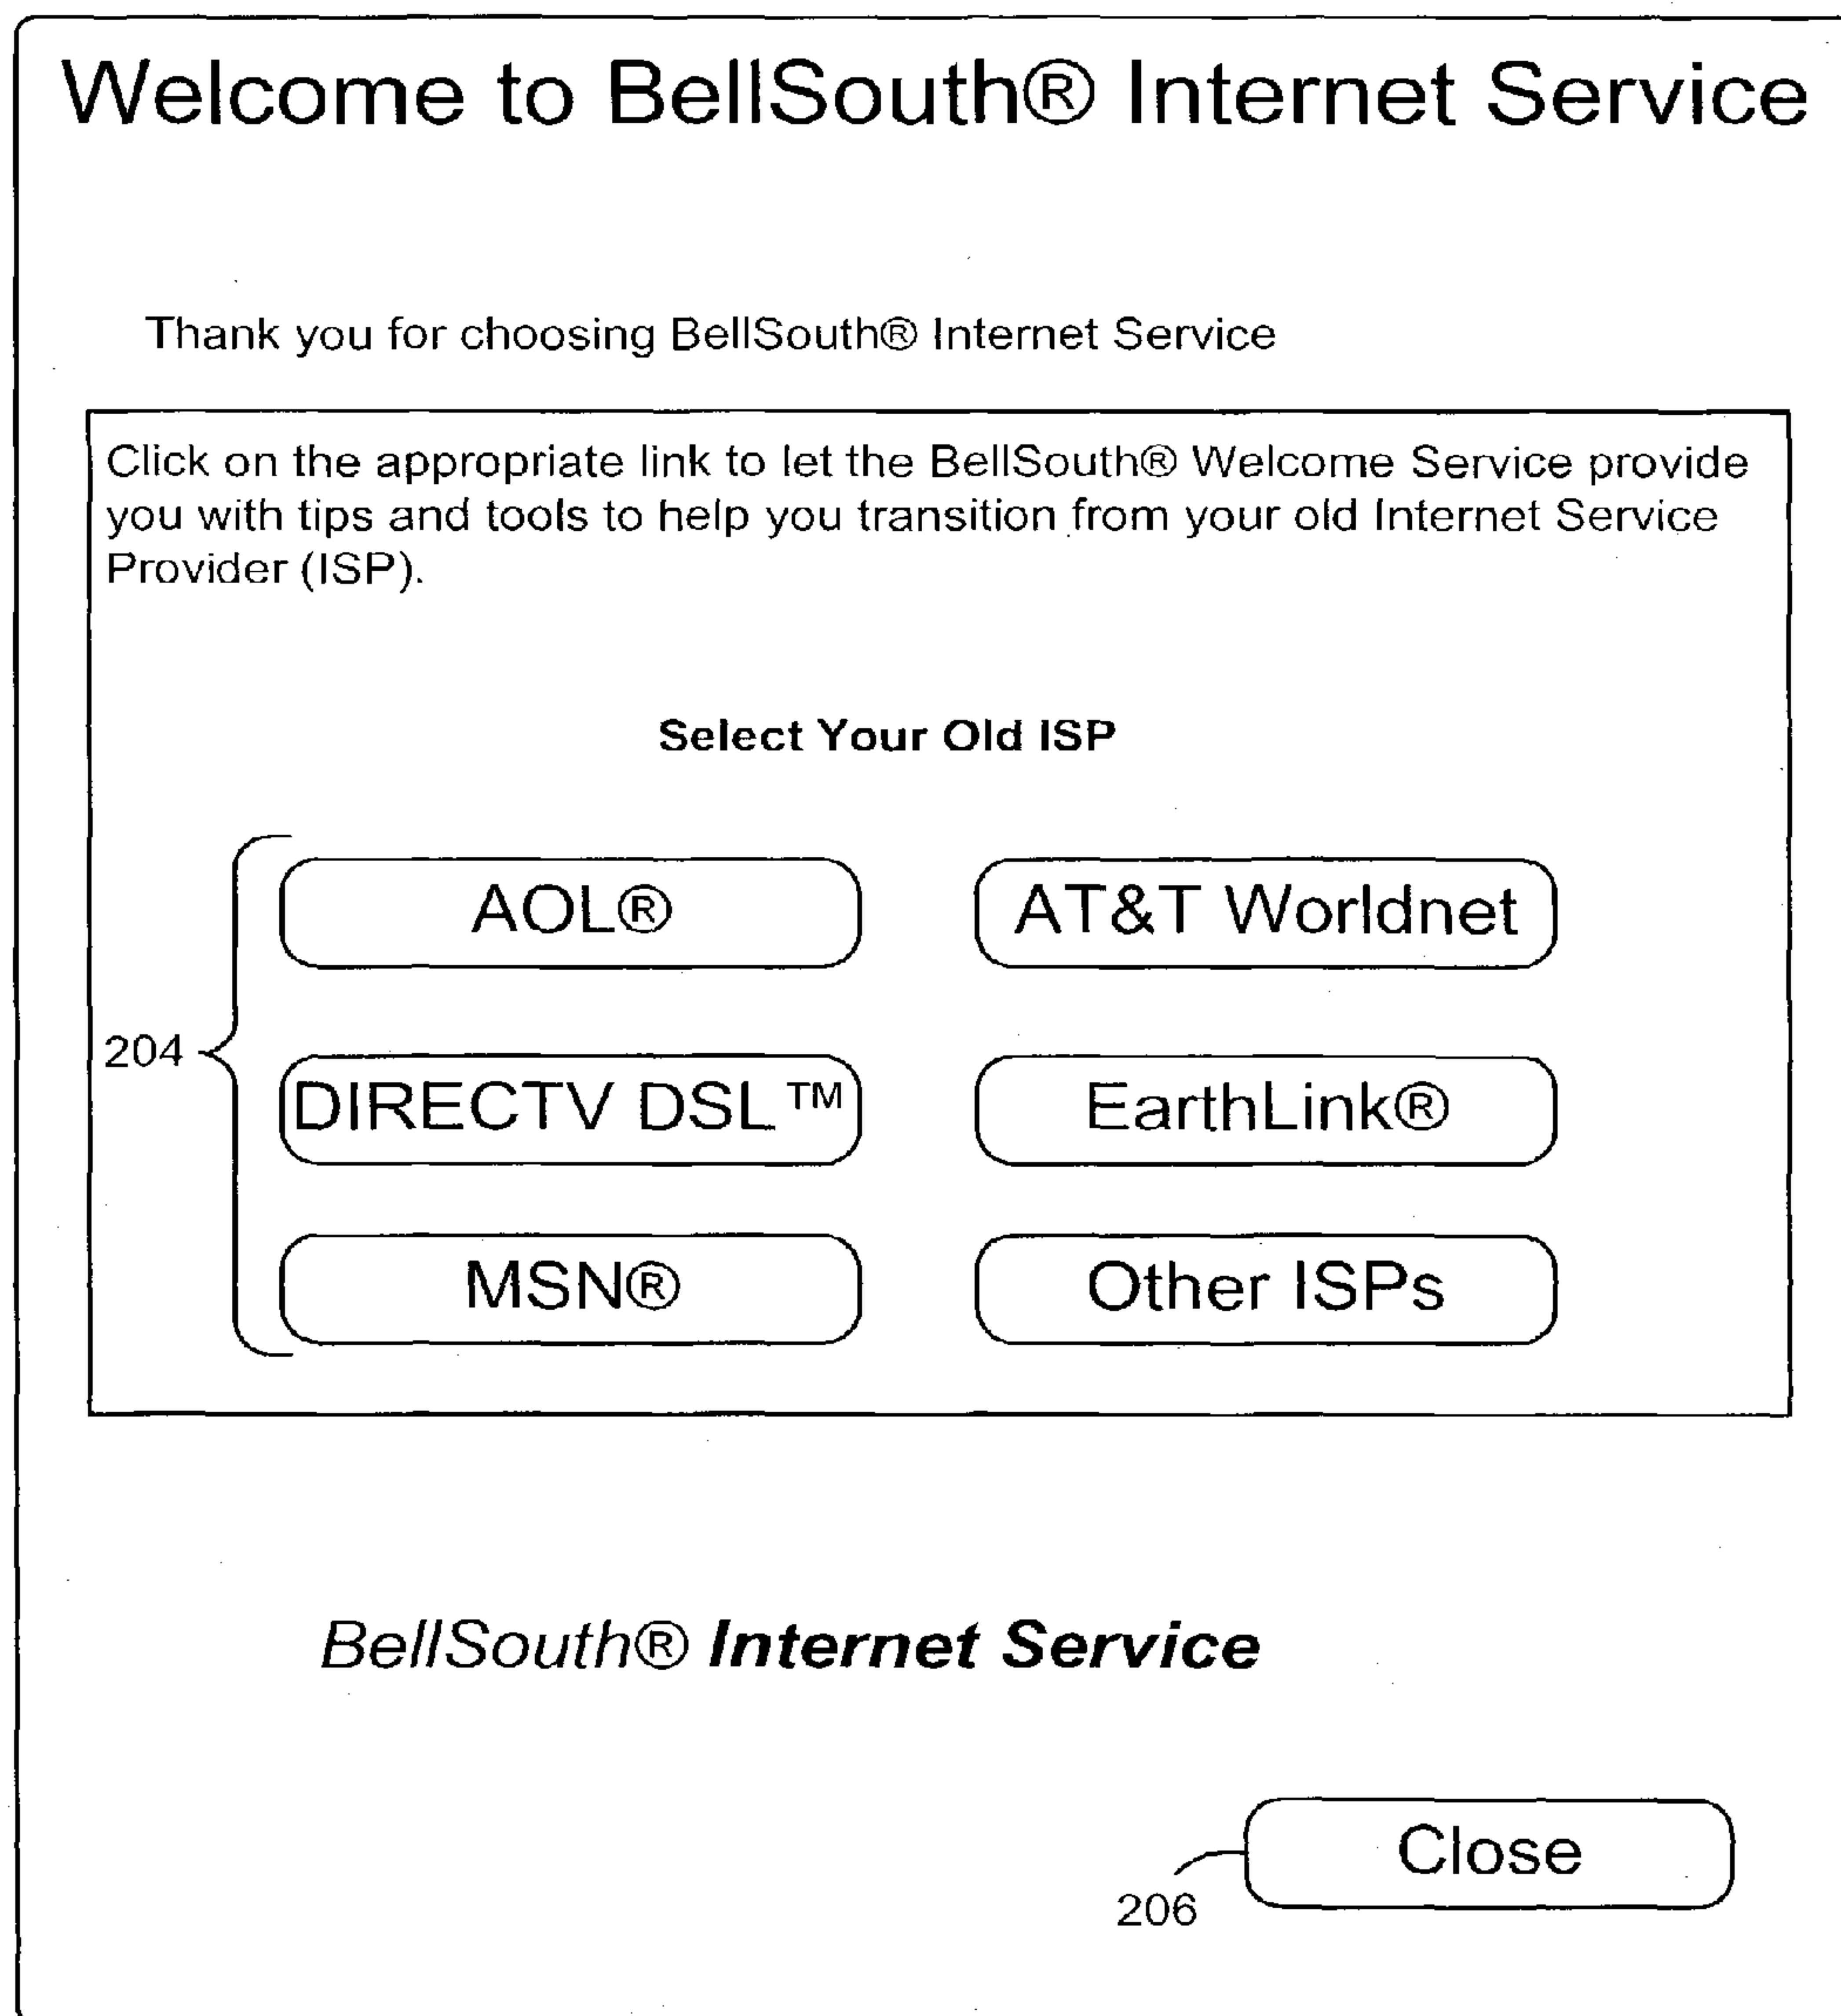 Welcome to BellSouth® Internet Service
Thank you for choosing BellSouth® Internet Service
Click on the appropriate link to let the BellSouth® Welcome Service provide
you with tips and tools to help you transition from your old Internet Service
Provider (ISP).
Select Your Old ISP
AOL® AT&T Worldnet
204
DIRECTV DSL™ EarthLink®
MSN® Other ISPs
BellSouth® Internet Service
Close
206